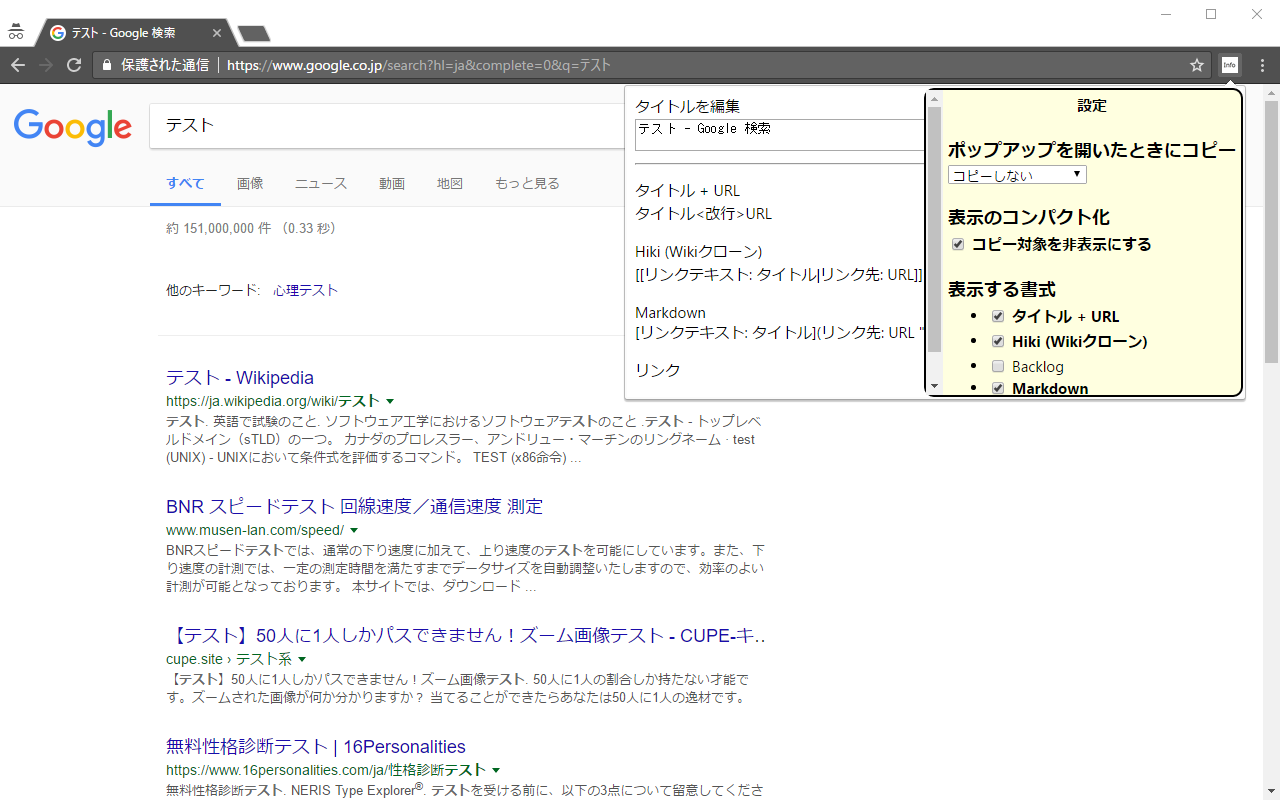 テスト - Google 検索
保護された通信 | https://www.google.co.jp/search?hl=ja&complete=0&q=テスト
Info
Google
テスト
すべて 画像 ニュース 動画 地図 もっと見る
約 151,000,000 件 （0.33 秒）
他のキーワード: 心理テスト
テスト - Wikipedia
https://ja.wikipedia.org/wiki/テスト
テスト. 英語で試験のこと. ソフトウェア工学におけるソフトウェアテストのこと .テスト - トップレベ
ルドメイン（sTLD）の一つ。 カナダのプロレスラー、アンドリュー・マーチンのリングネーム · test
(UNIX) - UNIXにおいて条件式を評価するコマンド。 TEST (x86命令) ...
BNR スピードテスト 回線速度／通信速度 測定
www.musen-lan.com/speed/
BNRスピードテストでは、通常の下り速度に加えて、上り速度のテストを可能にしています。また、下
り速度の計測では、一定の測定時間を満たすまでデータサイズを自動調整いたしますので、効率のよい
計測が可能となっております。 本サイトでは、ダウンロード ...
【テスト】50人に1人しかパスできません！ズーム画像テスト - CUPE-キ..
cupe.site › テスト系
【テスト】50人に1人しかパスできません！ズーム画像テスト. 50人に1人の割合しか持たない才能で
す。ズームされた画像が何か分かりますか？ 当てることができたらあなたは50人に1人の逸材です。
無料性格診断テスト | 16Personalities
https://www.16personalities.com/ja/性格診断テスト
無料性格診断テスト. NERIS Type Explorer®. テストを受ける前に、以下の3点について留意してくださ
タイトルを編集
テスト - Google 検索
タイトル + URL
タイトル<改行>URL
Hiki (Wikiクローン)
[[リンクテキスト: タイトル|リンク先: URL]]
Markdown
[リンクテキスト: タイトル](リンク先: URL "
リンク
設定
ポップアップを開いたときにコピー
コピーしない
表示のコンパクト化
コピー対象を非表示にする
表示する書式
タイトル + URL
Hiki (Wikiクローン)
Backlog
Markdown